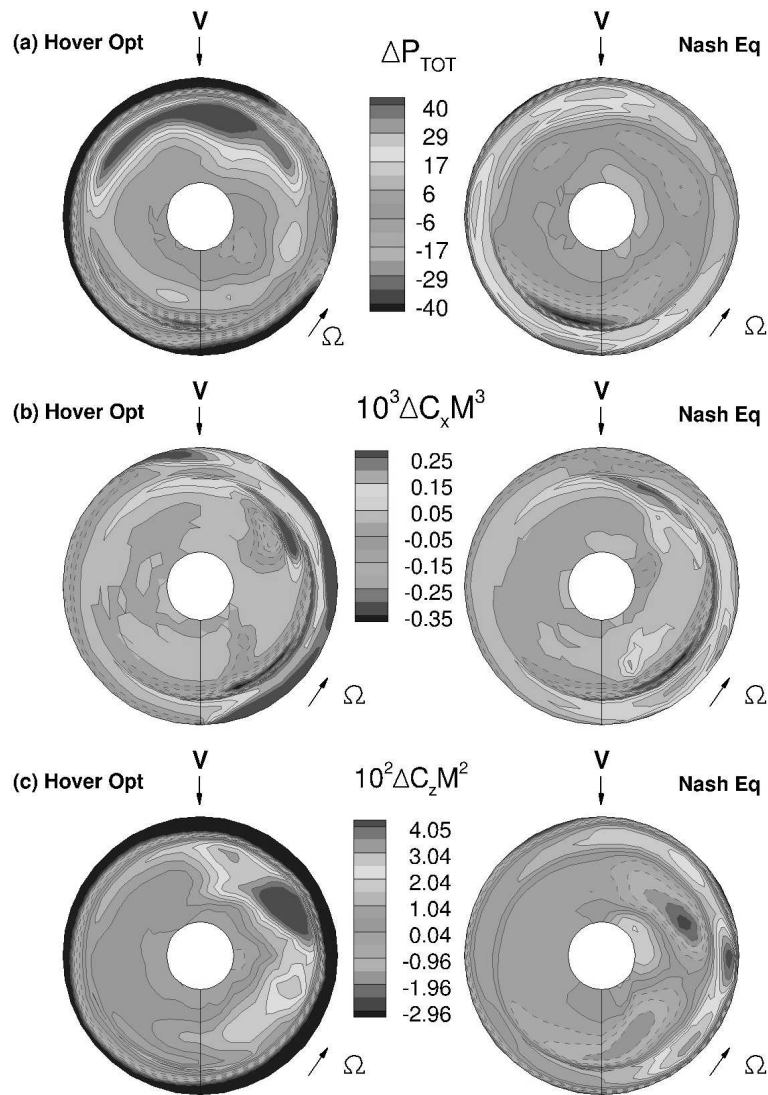 V V
(a) Hover Opt ΔP_TOT Nash Eq
40
29
17
6
-6
-17
-29
-40
Ω Ω
V V
(b) Hover Opt 10³ΔCₓM³ Nash Eq
0.25
0.15
0.05
-0.05
-0.15
-0.25
-0.35
Ω Ω
V V
(c) Hover Opt 10²ΔC_zM² Nash Eq
4.05
3.04
2.04
1.04
0.04
-0.96
-1.96
-2.96
Ω Ω